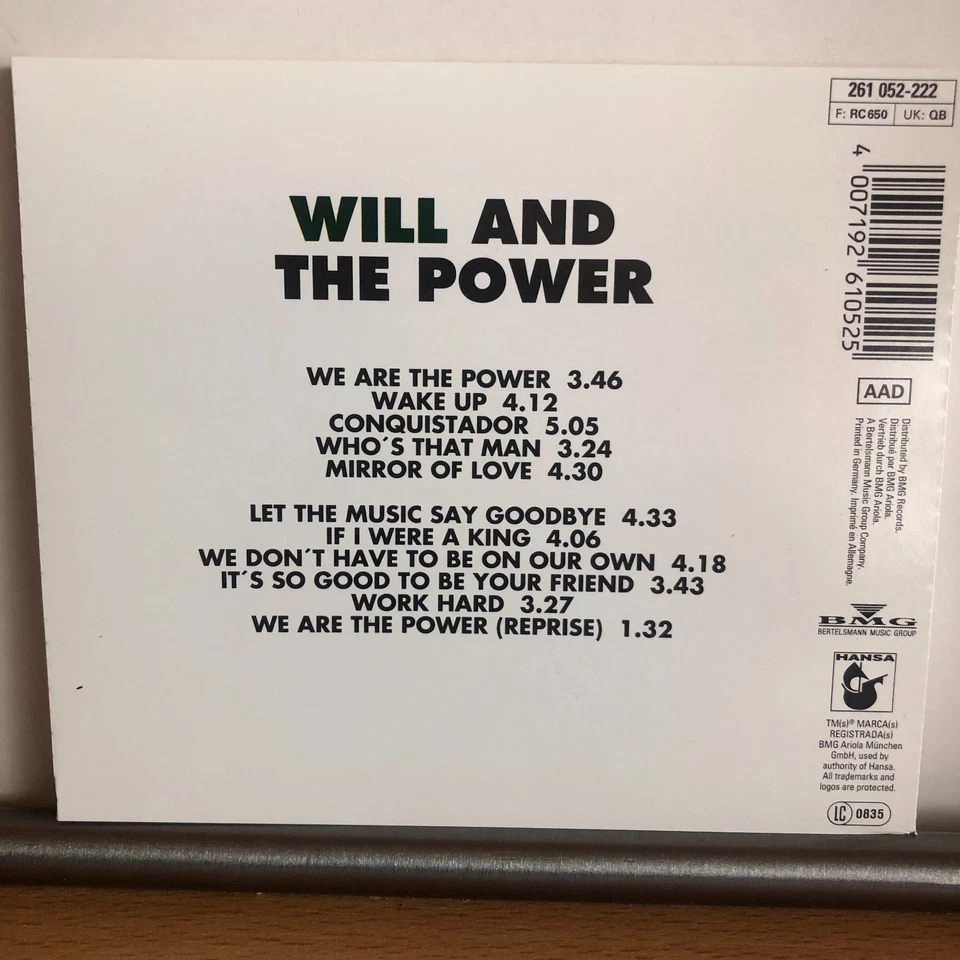 261 052-222
F: RC650 UK: QB
4 007192 610525
WILL AND
THE POWER
WE ARE THE POWER 3.46
WAKE UP 4.12
CONQUISTADOR 5.05
WHO´S THAT MAN 3.24
MIRROR OF LOVE 4.30
LET THE MUSIC SAY GOODBYE 4.33
IF I WERE A KING 4.06
WE DON´T HAVE TO BE ON OUR OWN 4.18
IT´S SO GOOD TO BE YOUR FRIEND 3.43
WORK HARD 3.27
WE ARE THE POWER (REPRISE) 1.32
AAD
Distributed by BMG Records.
Distribué par BMG Ariola.
Vertrieb durch BMG Ariola.
A Bertelsmann Music Group Company.
Printed in Germany. Imprimé en Allemagne.
BMG
BERTELSMANN MUSIC GROUP
HANSA
TM(s)® MARCA(s)
REGISTRADA(s)
BMG Ariola München
GmbH, used by
authority of Hansa.
All trademarks and
logos are protected.
LC 0835